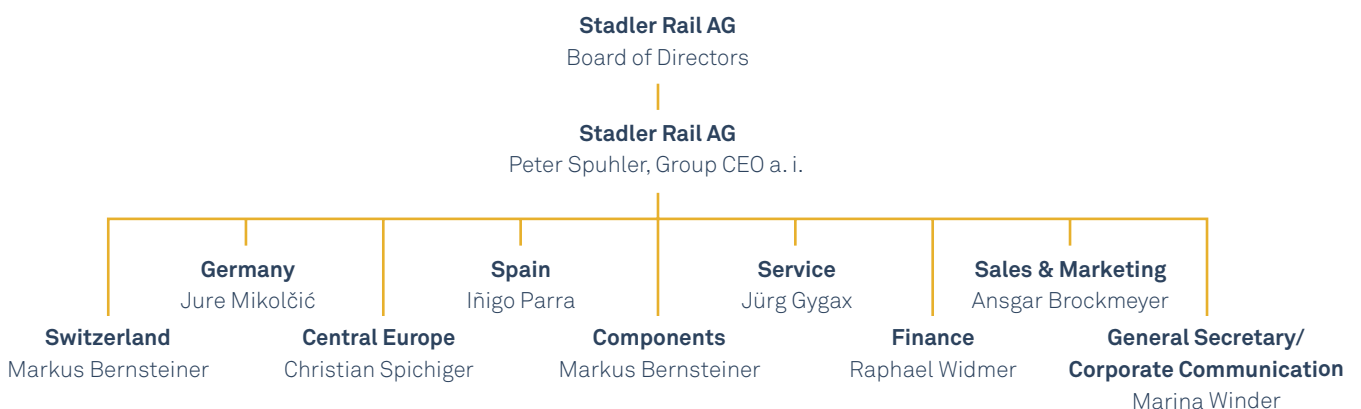 Stadler Rail AG
Board of Directors
Stadler Rail AG
Peter Spuhler, Group CEO a. i.
Germany
Jure Mikolčić
Spain
Iñigo Parra
Service
Jürg Gygax
Sales & Marketing
Ansgar Brockmeyer
Switzerland
Markus Bernsteiner
Central Europe
Christian Spichiger
Components
Markus Bernsteiner
Finance
Raphael Widmer
General Secretary/
Corporate Communication
Marina Winder